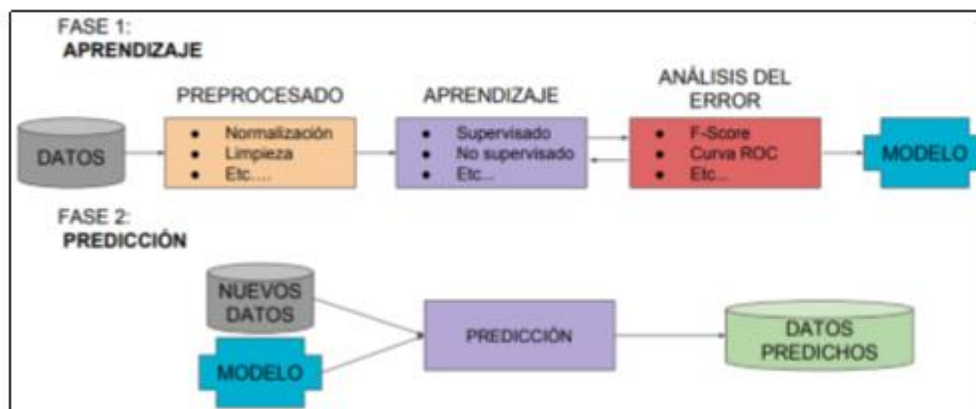 FASE 1:
APRENDIZAJE
PREPROCESADO
APRENDIZAJE
ANÁLISIS DEL
ERROR
DATOS
● Normalización
● Limpieza
● Etc....
● Supervisado
● No supervisado
● Etc...
● F-Score
● Curva ROC
● Etc...
MODELO
FASE 2:
PREDICCIÓN
NUEVOS
DATOS
MODELO
PREDICCIÓN
DATOS
PREDICHOS